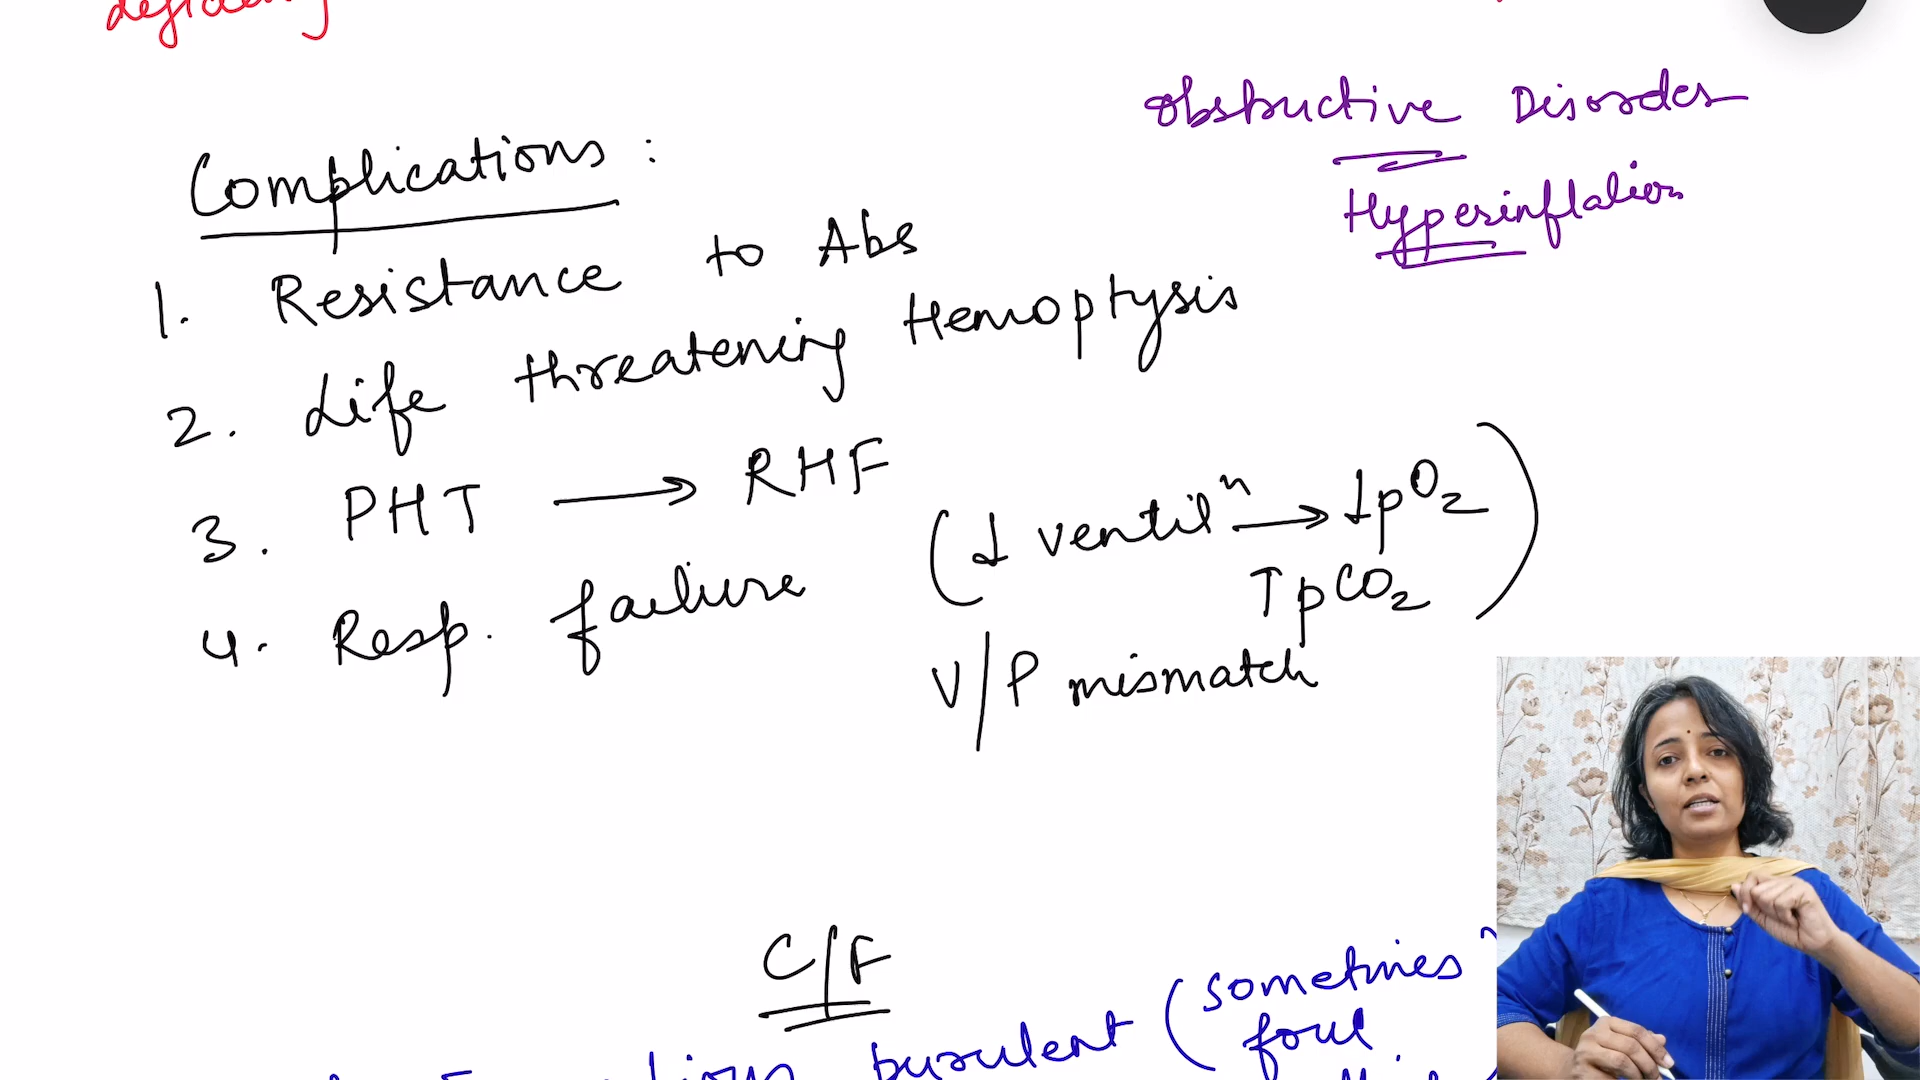 Obstructive Disorder
Hyperinflation
Complications :
1. Resistance to Abs
2. Life threatening Hemoptysis
3. PHT → RHF
4. Resp. failure (↓ ventilⁿ → ↓pO₂
↑pCO₂)
V/P mismatch
C/F
purulent (sometimes
foul